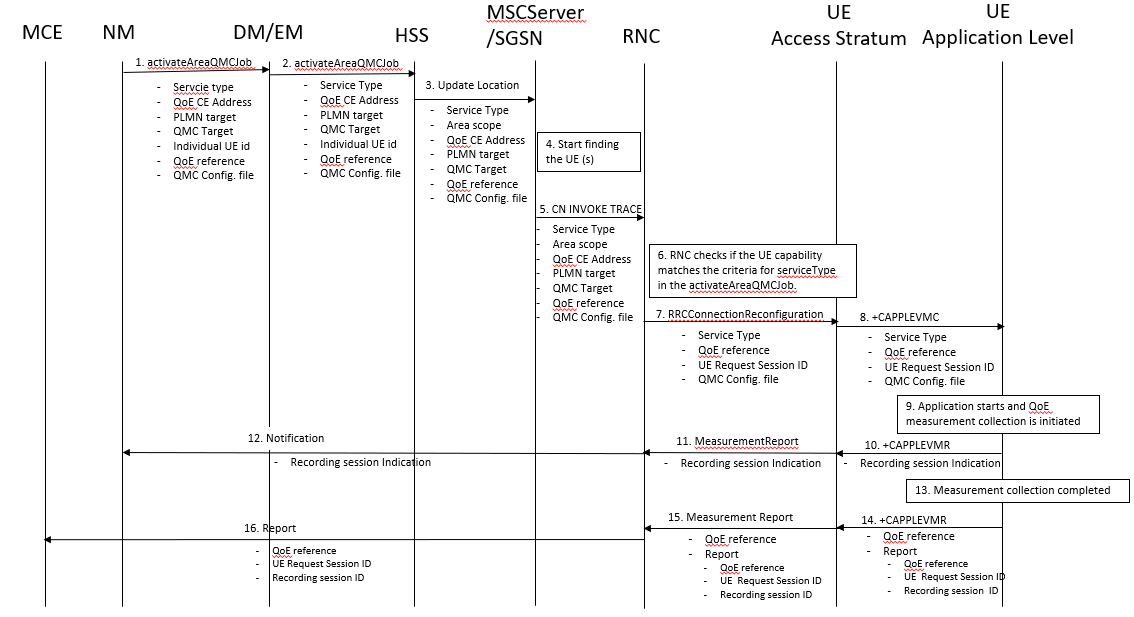 MCE
NM
DM/EM
HSS
MSCServer
/SGSN
RNC
UE
Access Stratum
UE
Application Level
1. activateAreaQMCJob
- Servcie type
- QoE CE Address
- PLMN target
- QMC Target
- Individual UE id
- QoE reference
- QMC Config. file
2. activateAreaQMCJob
- Service Type
- QoE CE Address
- PLMN target
- QMC Target
- Individual UE id
- QoE reference
- QMC Config. file
3. Update Location
- Service Type
- Area scope
- QoE CE Address
- PLMN target
- QMC Target
- QoE reference
- QMC Config. file
4. Start finding
the UE (s)
5. CN INVOKE TRACE
- Service Type
- Area scope
- QoE CE Address
- PLMN target
- QMC Target
- QoE reference
- QMC Config. file
6. RNC checks if the UE capability
matches the criteria for serviceType
in the activateAreaQMCJob.
7. RRCConnectionReconfiguration
- Service Type
- QoE reference
- UE Request Session ID
- QMC Config. file
8. +CAPPLEVMC
- Service Type
- QoE reference
- UE Request Session ID
- QMC Config. file
9. Application starts and QoE
measurement collection is initiated
10. +CAPPLEVMR
- Recording session Indication
11. MeasurementReport
- Recording session Indication
12. Notification
- Recording session Indication
13. Measurement collection completed
14. +CAPPLEVMR
- QoE reference
- Report
- QoE reference
- UE Request Session ID
- Recording session ID
15. Measurement Report
- QoE reference
- Report
- QoE reference
- UE Request Session ID
- Recording session ID
16. Report
- QoE reference
- UE Request Session ID
- Recording session ID